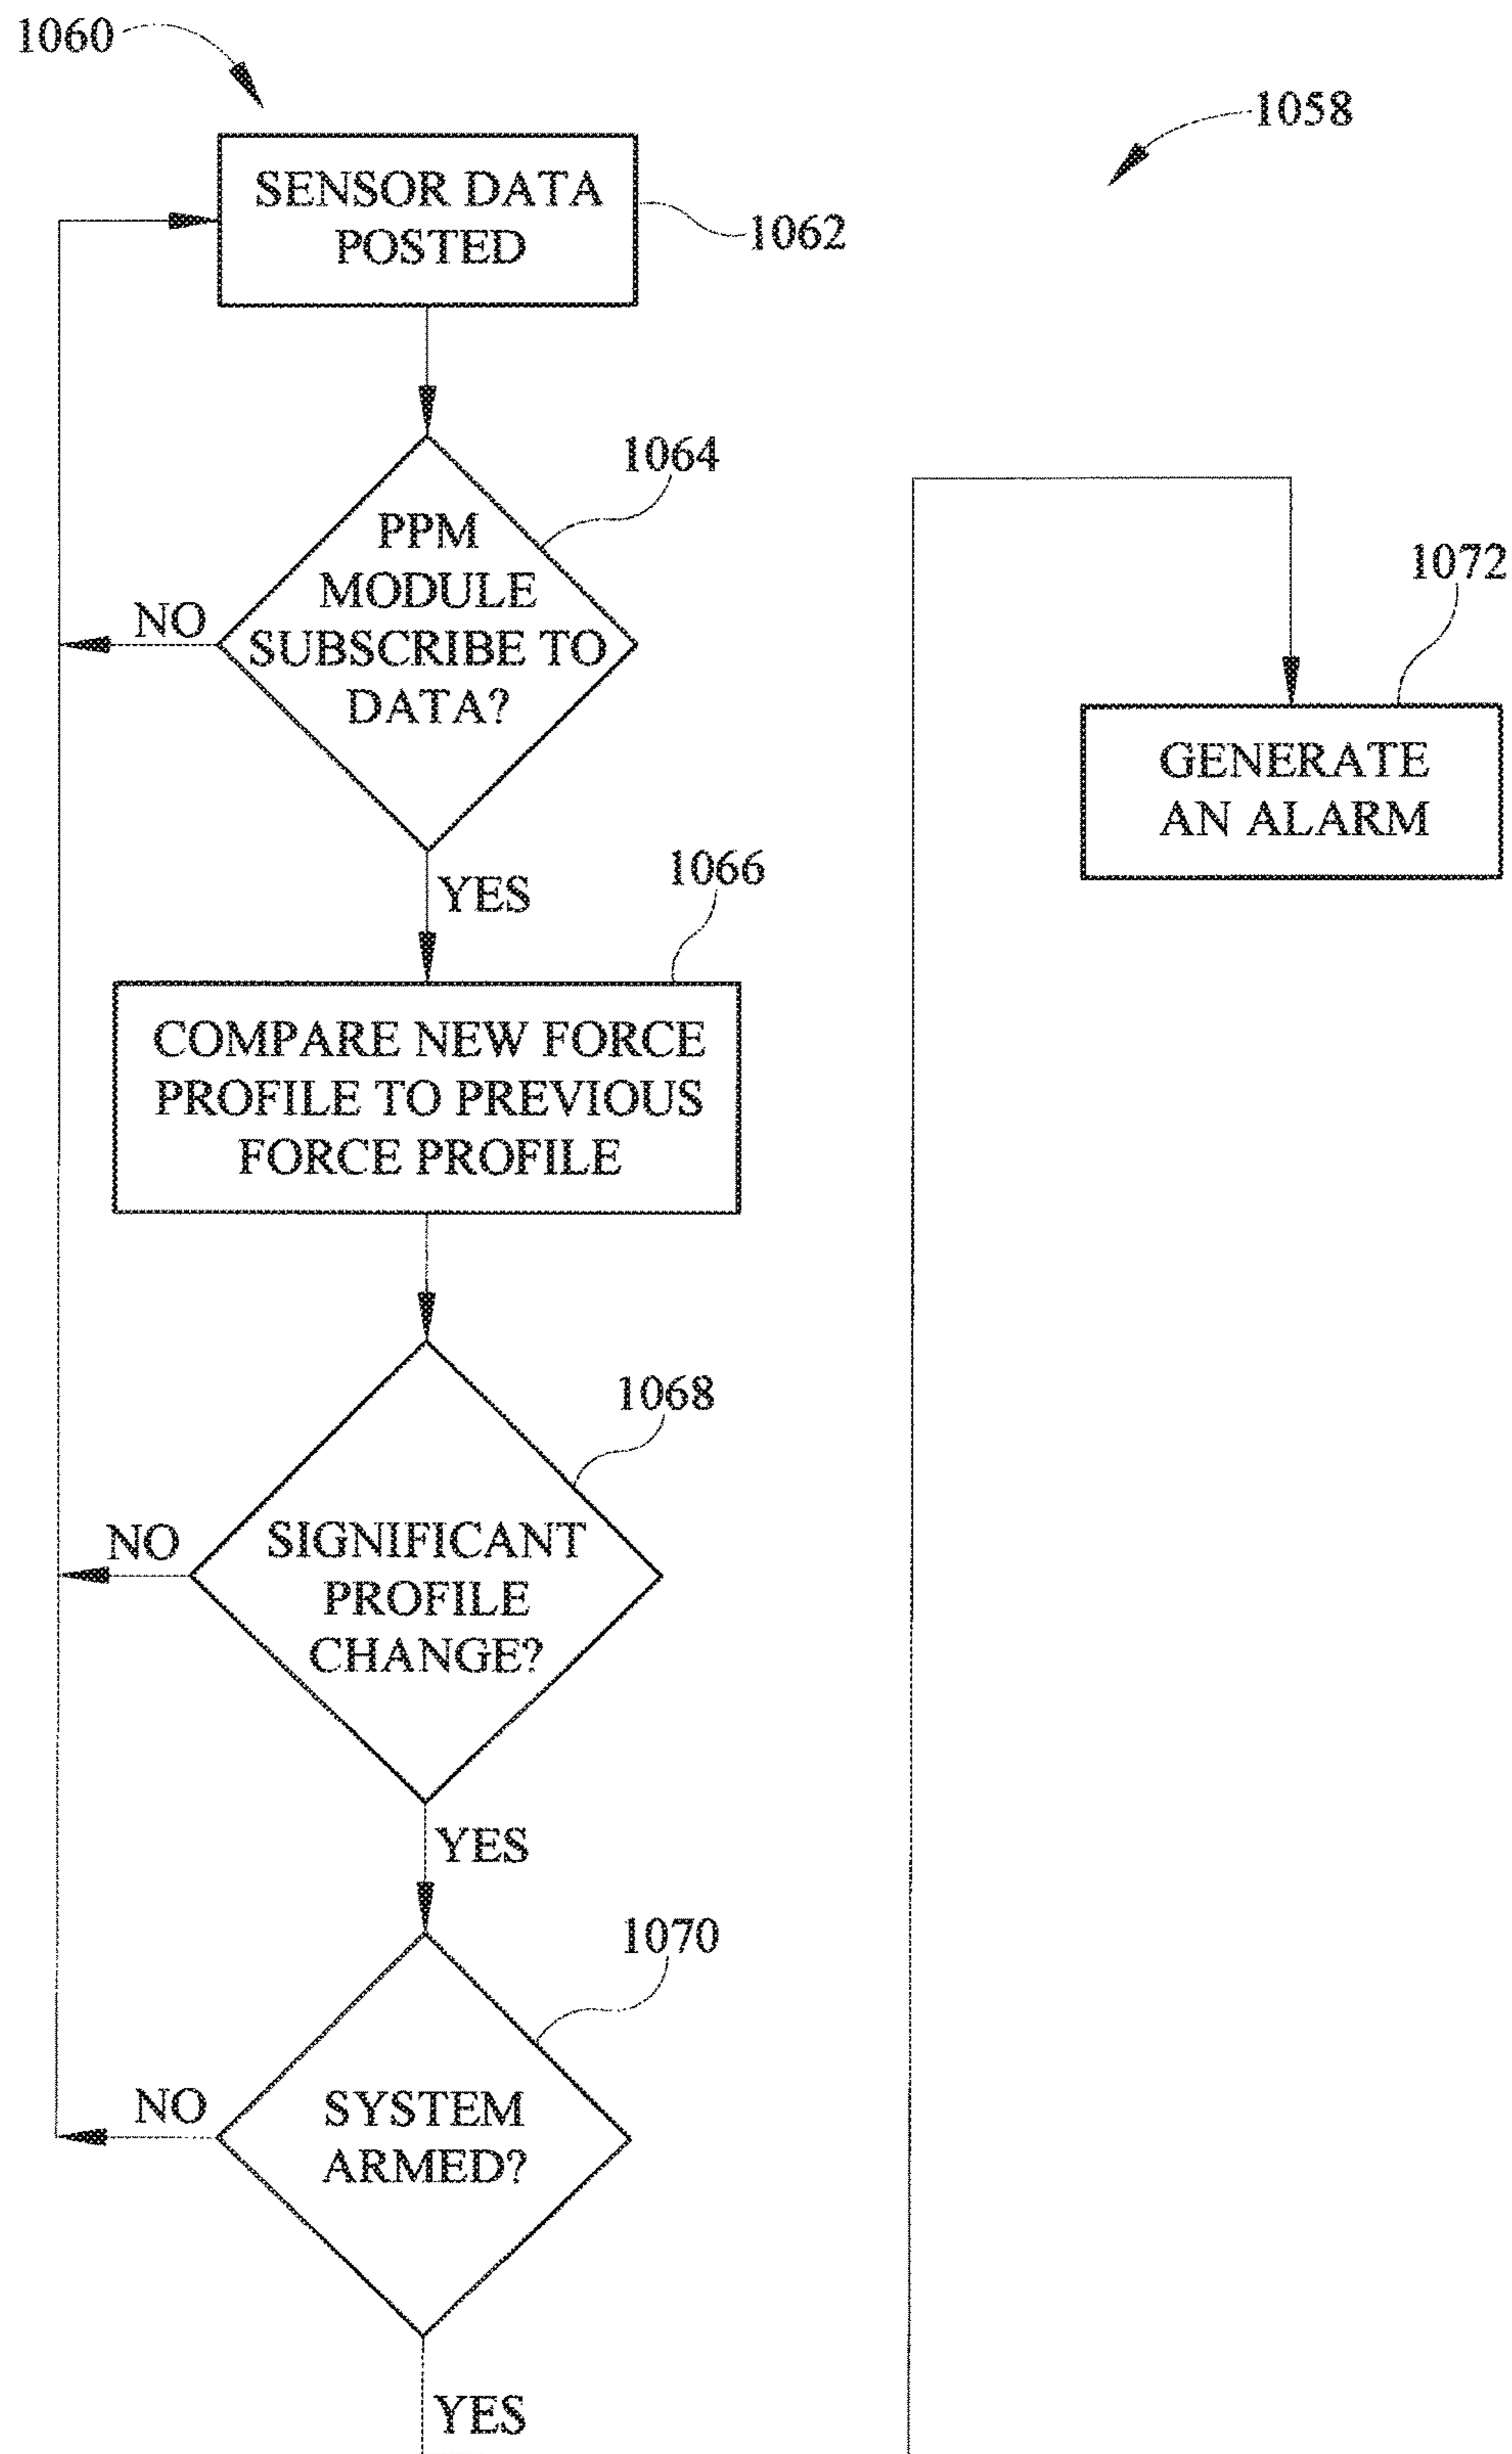 1060
1058
SENSOR DATA
POSTED
1062
1064
PPM
MODULE
SUBSCRIBE TO
DATA?
NO
YES
1066
COMPARE NEW FORCE
PROFILE TO PREVIOUS
FORCE PROFILE
1068
SIGNIFICANT
PROFILE
CHANGE?
NO
YES
1070
SYSTEM
ARMED?
NO
YES
1072
GENERATE
AN ALARM